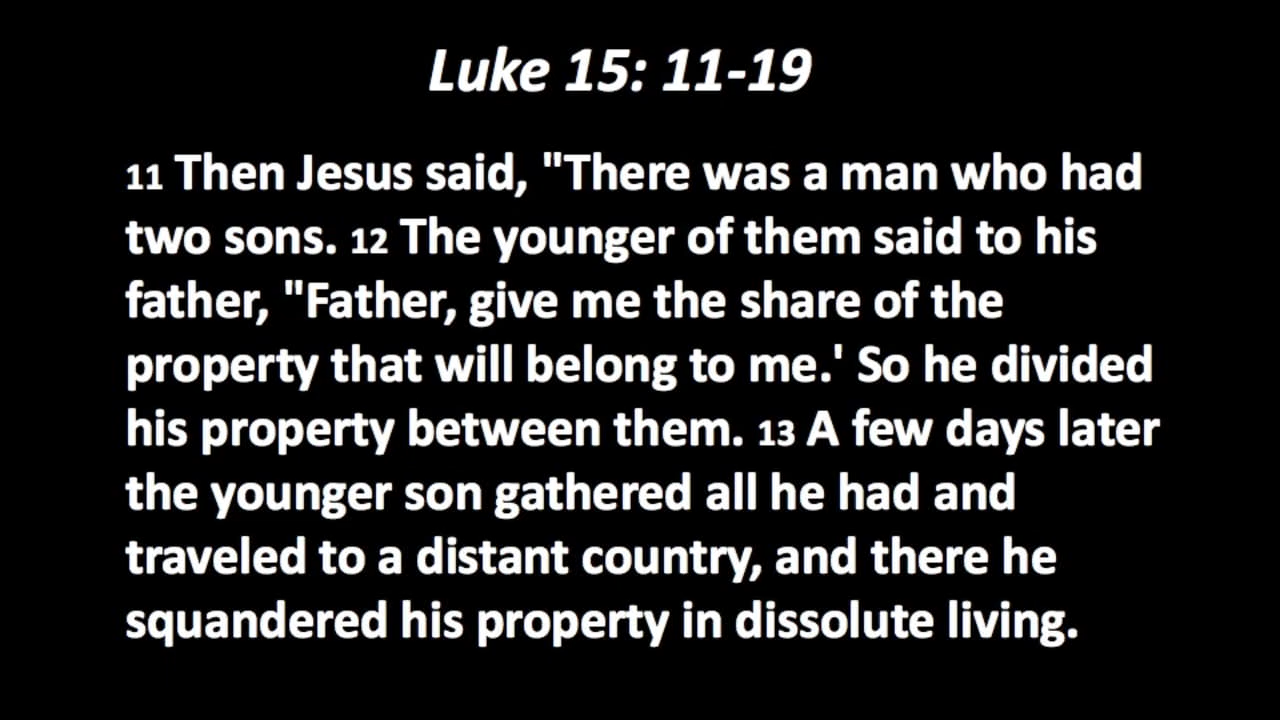 Luke 15: 11-19
11 Then Jesus said, "There was a man who had
two sons. 12 The younger of them said to his
father, "Father, give me the share of the
property that will belong to me.' So he divided
his property between them. 13 A few days later
the younger son gathered all he had and
traveled to a distant country, and there he
squandered his property in dissolute living.